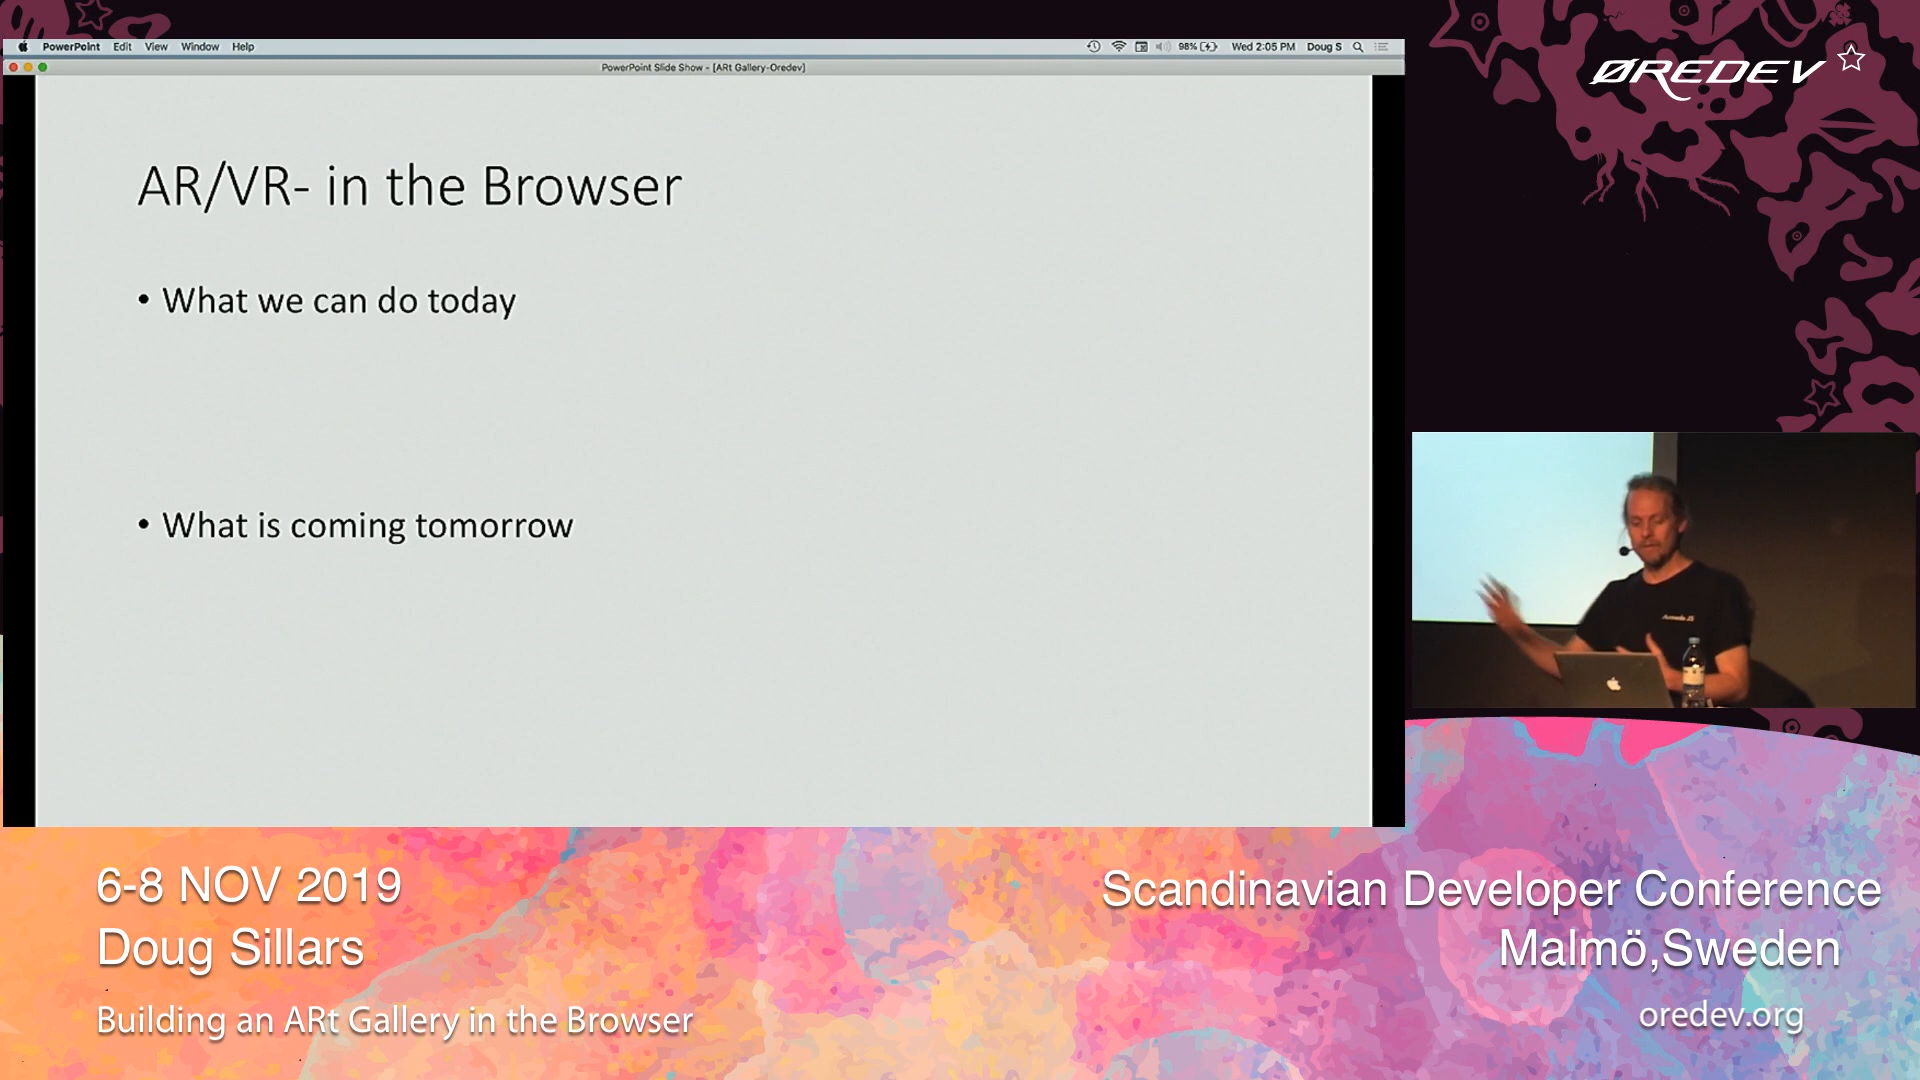 PowerPoint Edit View Window Help 98% Wed 2:05 PM Doug S
PowerPoint Slide Show - [ARt Gallery-Oredev]
ØREDEV
AR/VR- in the Browser
• What we can do today
• What is coming tomorrow
6-8 NOV 2019
Doug Sillars
Building an ARt Gallery in the Browser
Scandinavian Developer Conference
Malmö,Sweden
oredev.org